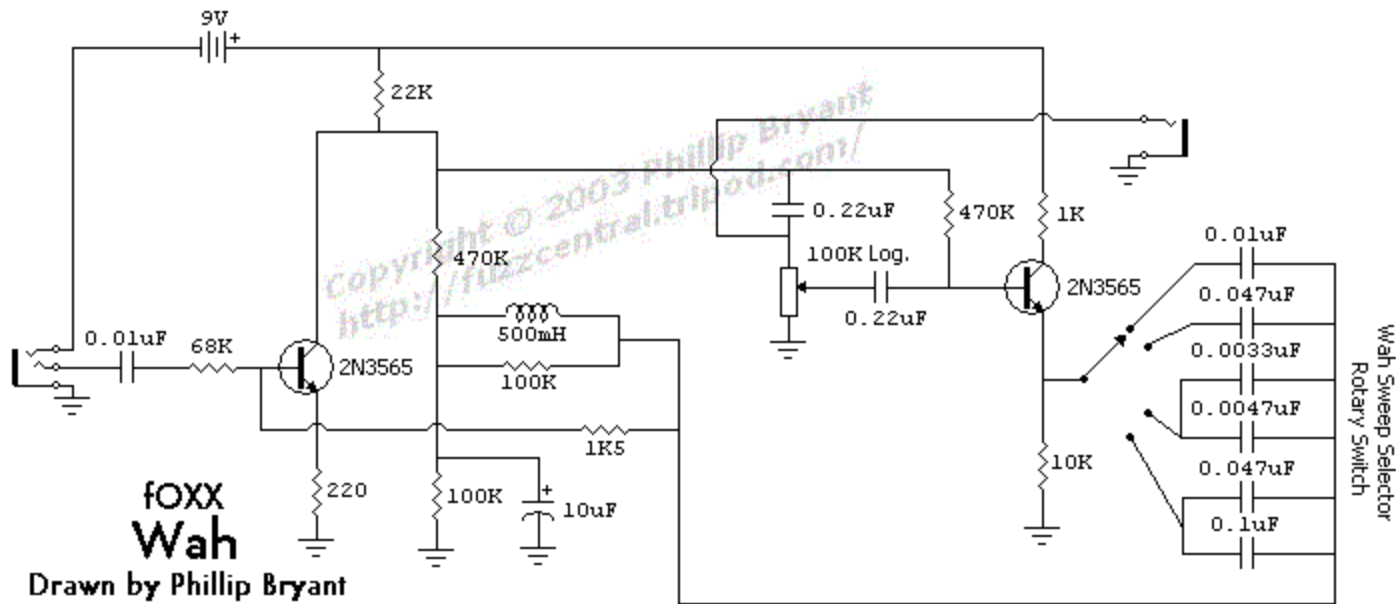 9V
+
22K
Copyright © 2003 Phillip Bryant
http://fuzzcentral.tripod.com/
0.22uF
470K
1K
470K
100K Log.
0.01uF
2N3565
0.047uF
0.22uF
500mH
0.01uF
68K
2N3565
100K
0.0033uF
0.0047uF
1K5
10K
0.047uF
220
100K
+
10uF
0.1uF
Wah Sweep Selector
Rotary Switch
fOXX
Wah
Drawn by Phillip Bryant